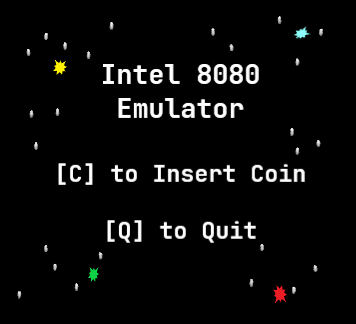 Intel 8080
Emulator
[C] to Insert Coin
[Q] to Quit